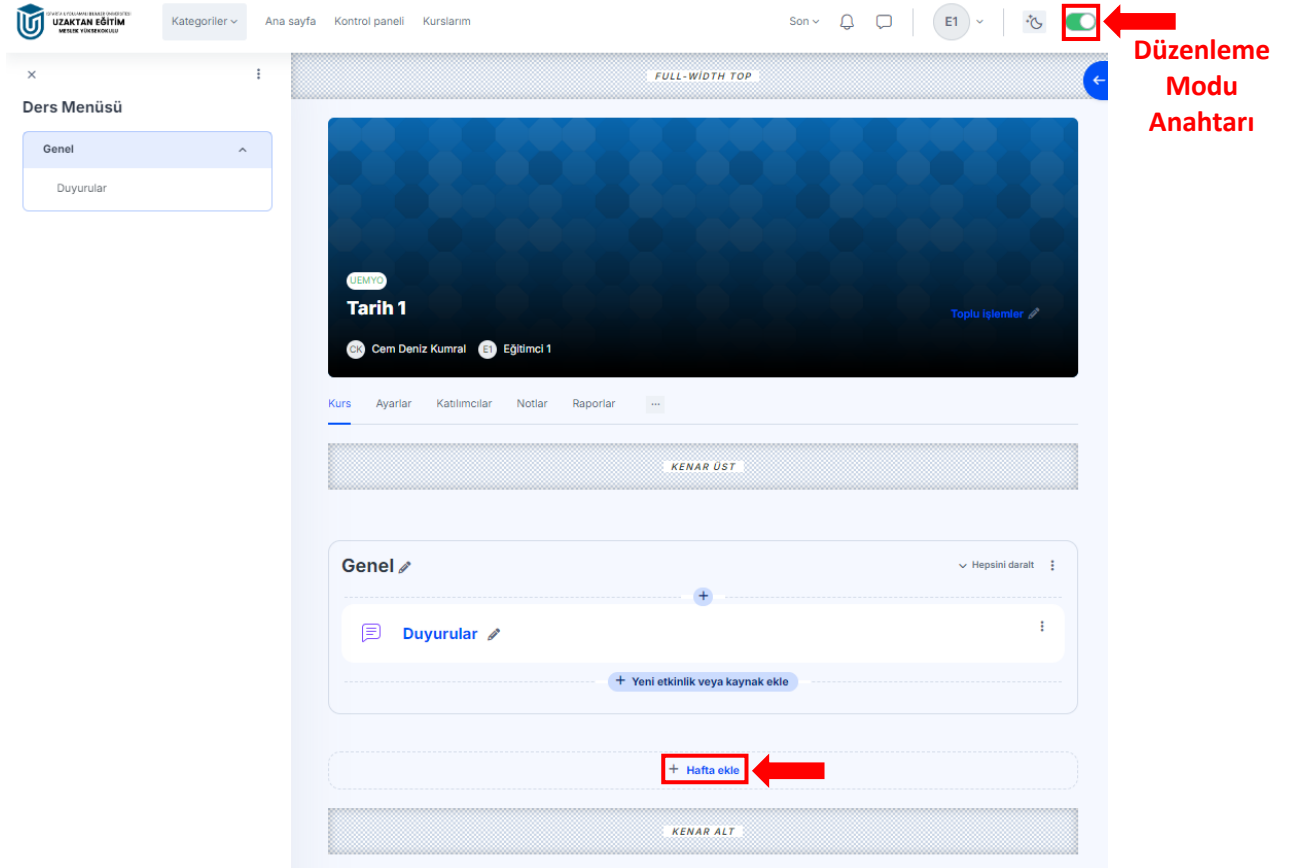 UZAKTAN EĞİTİM
MESLEK YÜKSEKOKULU
Kategoriler
Ana sayfa
Kontrol paneli
Kurslarım
Son
E1
Düzenleme
Modu
Anahtarı
Ders Menüsü
Genel
Duyurular
FULL-WİDTH TOP
UEMYO
Tarih 1
Toplu işlemler
CK Cem Deniz Kumral E1 Eğitimci 1
Kurs Ayarlar Katılımcılar Notlar Raporlar ...
KENAR ÜST
Genel
Hepsini daralt
+
Duyurular
+ Yeni etkinlik veya kaynak ekle
+ Hafta ekle
KENAR ALT